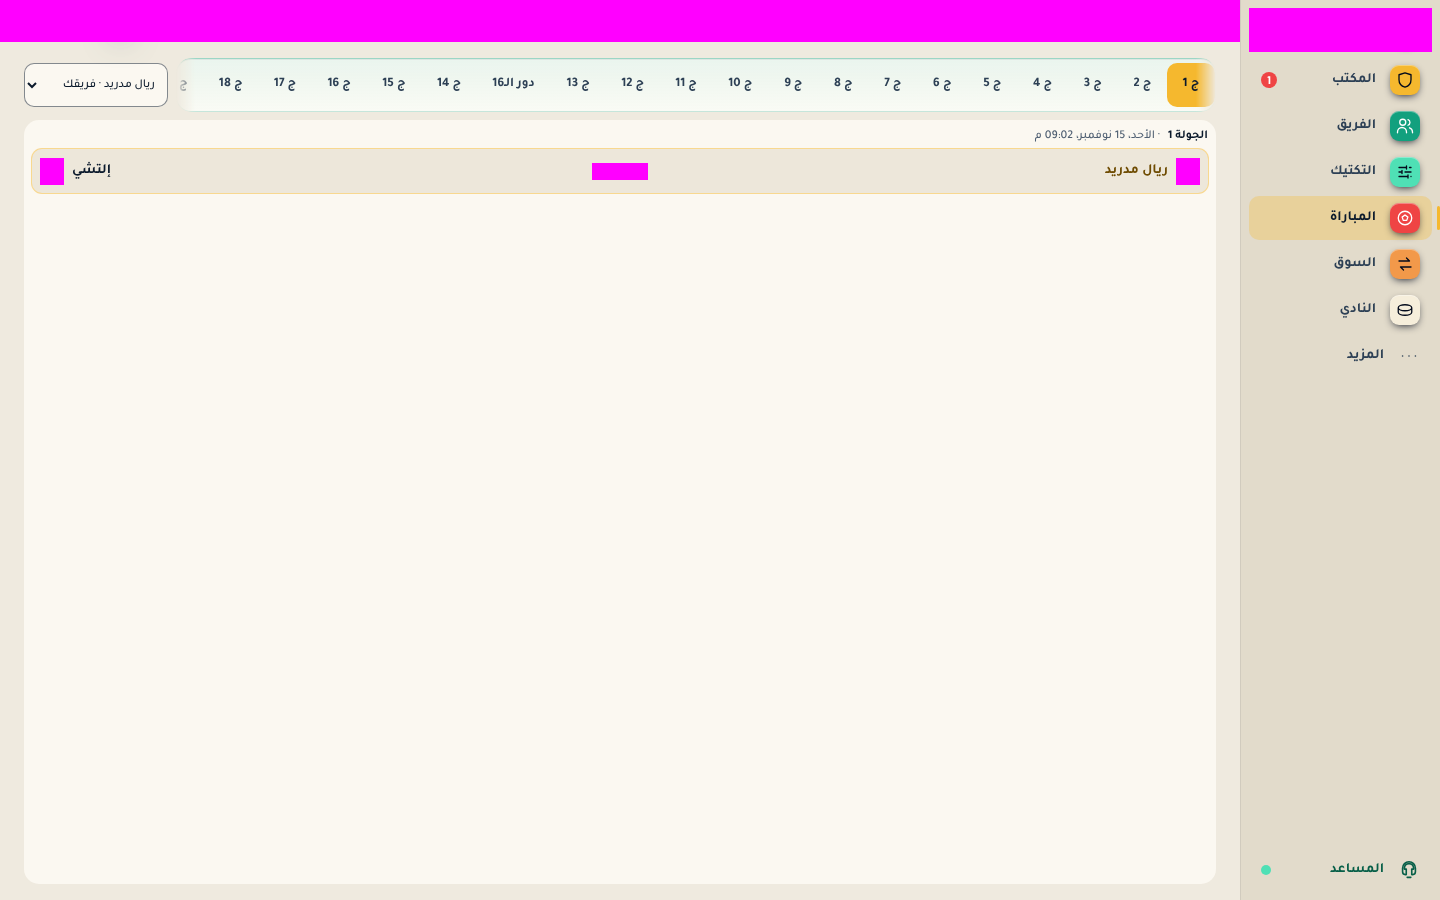 المكتب
1
الفريق
التكتيك
المباراة
السوق
النادي
المزيد
المساعد
ج 1
ج 2
ج 3
ج 4
ج 5
ج 6
ج 7
ج 8
ج 9
ج 10
ج 11
ج 12
ج 13
دور الـ16
ج 14
ج 15
ج 16
ج 17
ج 18
ج
ريال مدريد · فريقك
الجولة 1 · الأحد، 15 نوفمبر، 09:02 م
ريال مدريد
إلتشي